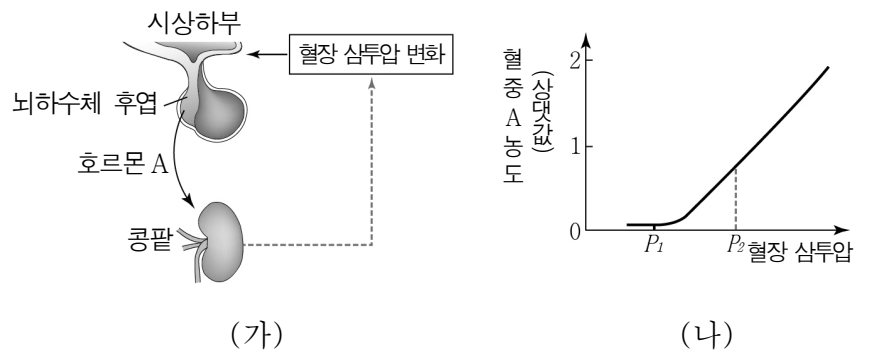 시상하부
혈장 삼투압 변화
뇌하수체 후엽
호르몬 A
콩팥
(가)
혈중 A 농도
(상댓값)
2
1
0
P₁
P₂
혈장 삼투압
(나)